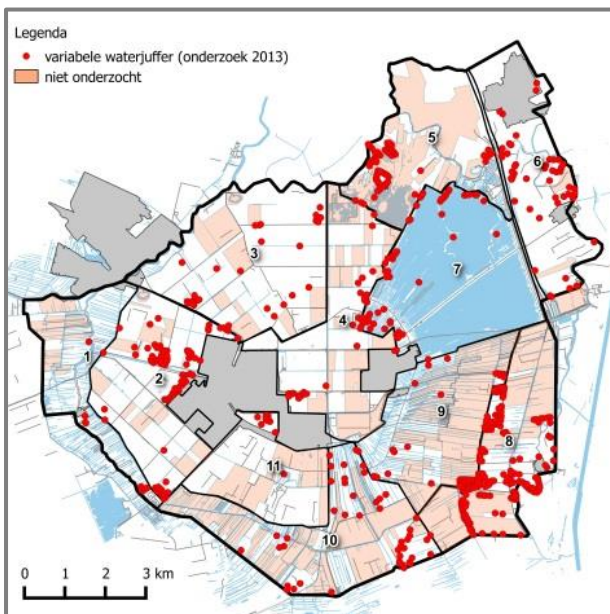 Legenda
variabele waterjuffer (onderzoek 2013)
niet onderzocht
5
6
3
7
4
1
2
9
8
11
10
0 1 2 3 km